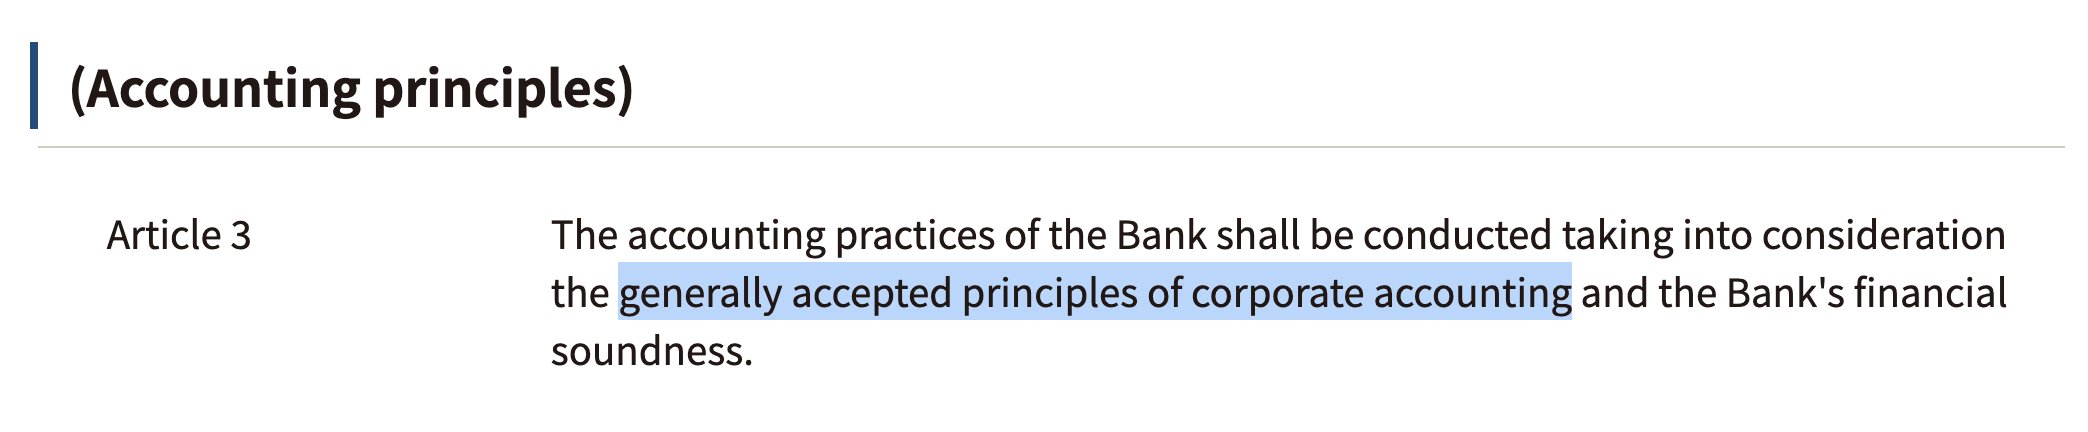 (Accounting principles)
Article 3
The accounting practices of the Bank shall be conducted taking into consideration
the generally accepted principles of corporate accounting and the Bank's financial
soundness.